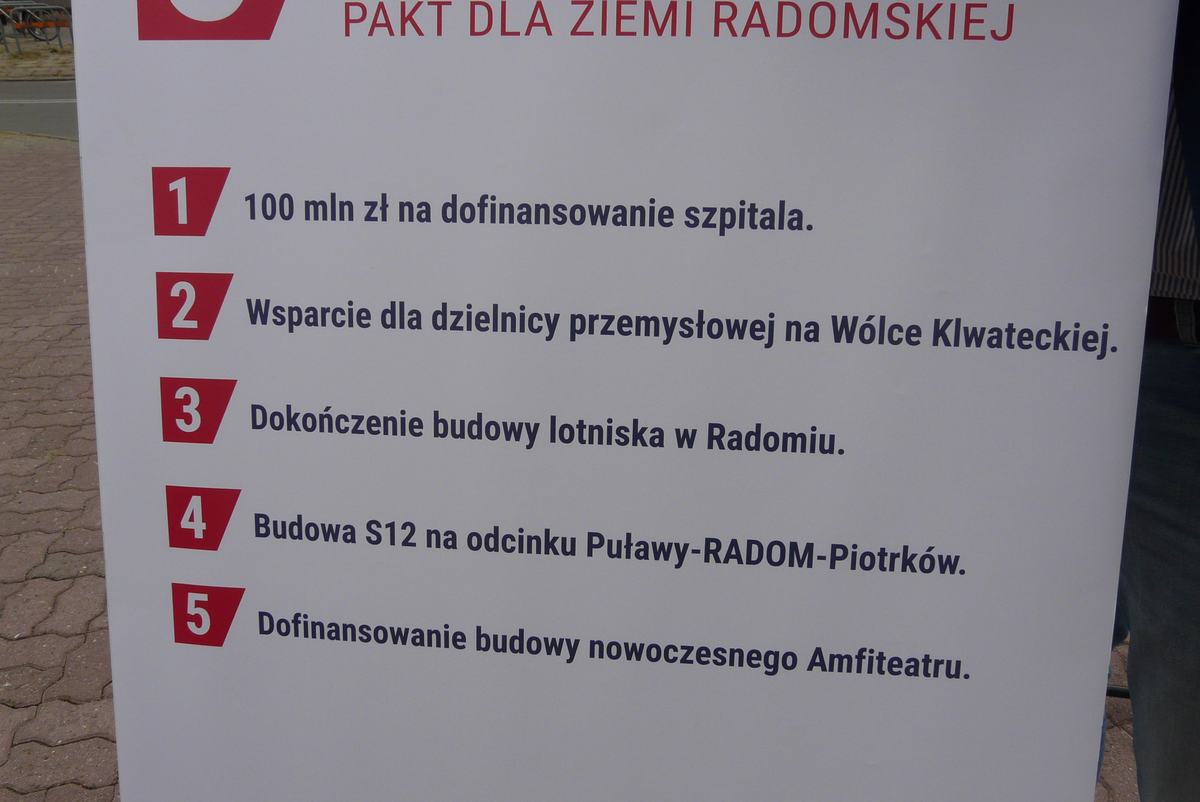 PAKT DLA ZIEMI RADOMSKIEJ
1 100 mln zł na dofinansowanie szpitala.
2 Wsparcie dla dzielnicy przemysłowej na Wólce Klwateckiej.
3 Dokończenie budowy lotniska w Radomiu.
4 Budowa S12 na odcinku Puławy-RADOM-Piotrków.
5 Dofinansowanie budowy nowoczesnego Amfiteatru.